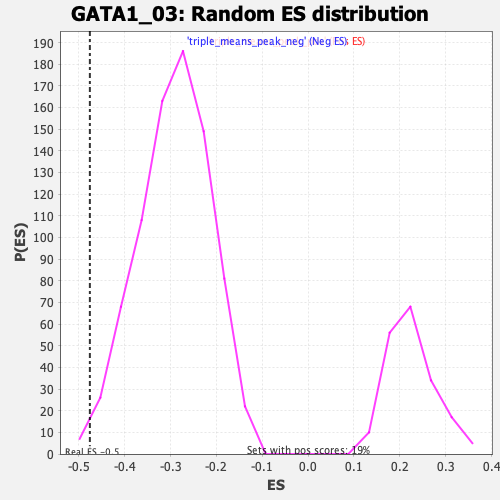 GATA1_03: Random ES distribution
'triple_means_peak_neg' (Neg ES) ES)
P(ES)
190
180
170
160
150
140
130
120
110
100
90
80
70
60
50
40
30
20
10
0
Real ES -0.5
Sets with pos scores: 19%
-0.5 -0.4 -0.3 -0.2 -0.1 0.0 0.1 0.2 0.3 0.4
ES